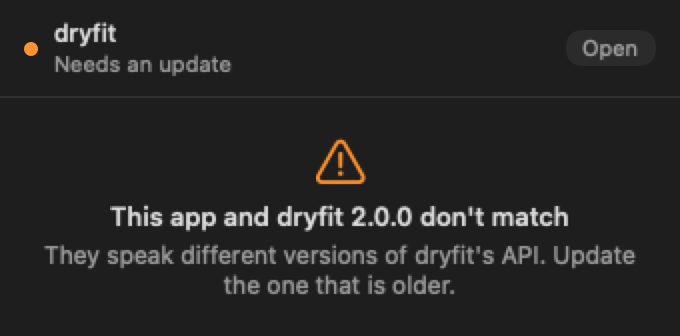 dryfit
Needs an update
Open
This app and dryfit 2.0.0 don't match
They speak different versions of dryfit's API. Update
the one that is older.